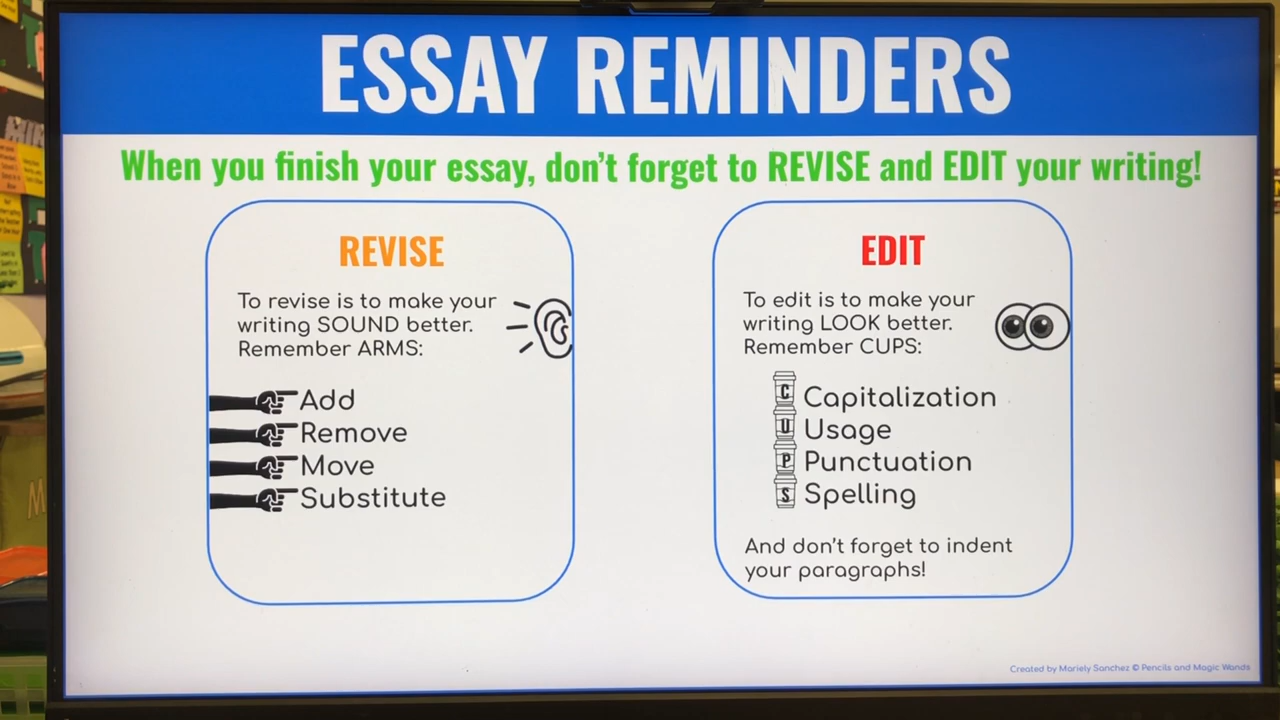 ESSAY REMINDERS
When you finish your essay, don't forget to REVISE and EDIT your writing!
REVISE
To revise is to make your
writing SOUND better.
Remember ARMS:
Add
Remove
Move
Substitute
EDIT
To edit is to make your
writing LOOK better.
Remember CUPS:
C Capitalization
U Usage
P Punctuation
S Spelling
And don't forget to indent
your paragraphs!
Created by Mariely Sanchez © Pencils and Magic Wands